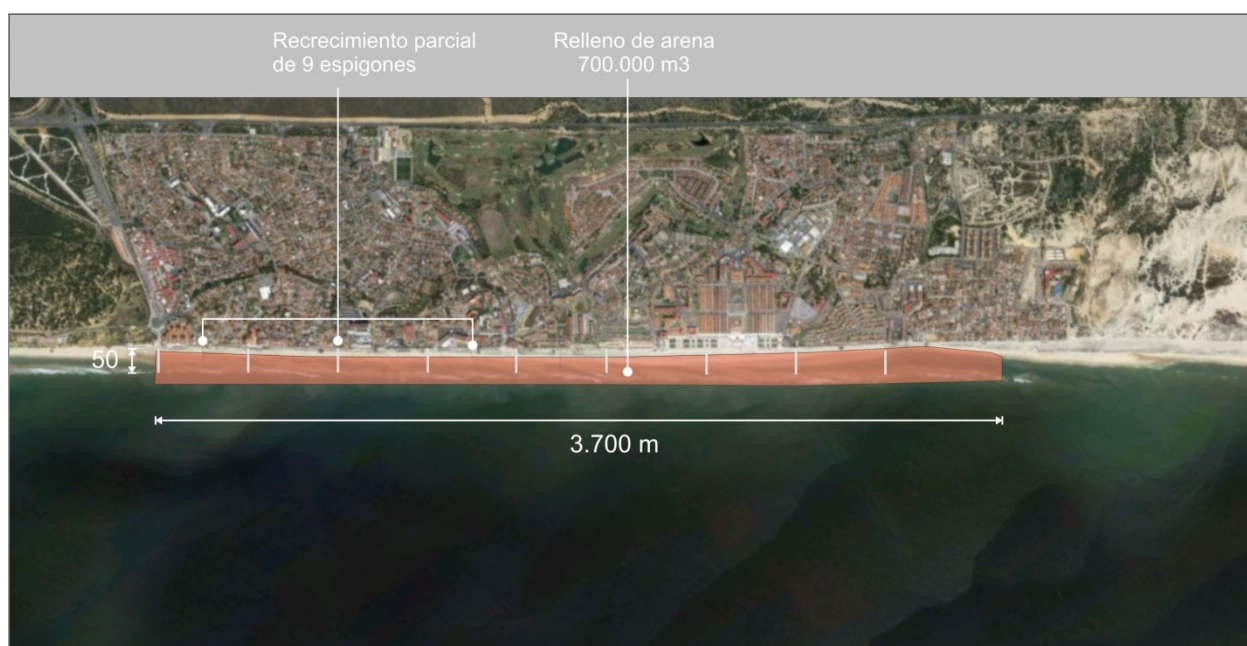 Recrecimiento parcial
de 9 espigones
Relleno de arena
700.000 m3
50
3.700 m